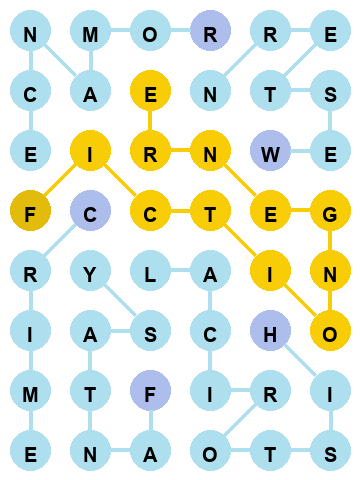 N M O R R E
C A E N T S
E I R N W E
F C C T E G
R Y L A I N
I A S C H O
M T F I R I
E N A O T S